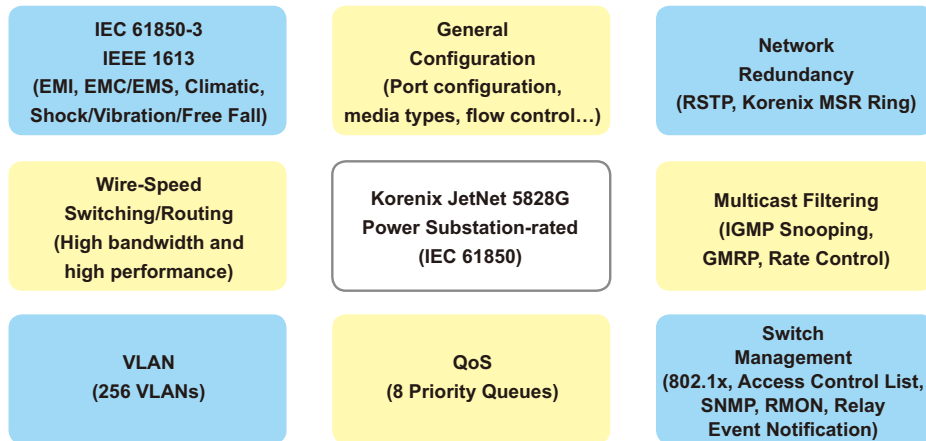 IEC 61850-3
IEEE 1613
(EMI, EMC/EMS, Climatic,
Shock/Vibration/Free Fall)
General
Configuration
(Port configuration,
media types, flow control…)
Network
Redundancy
(RSTP, Korenix MSR Ring)
Wire-Speed
Switching/Routing
(High bandwidth and
high performance)
Korenix JetNet 5828G
Power Substation-rated
(IEC 61850)
Multicast Filtering
(IGMP Snooping,
GMRP, Rate Control)
VLAN
(256 VLANs)
QoS
(8 Priority Queues)
Switch
Management
(802.1x, Access Control List,
SNMP, RMON, Relay
Event Notification)